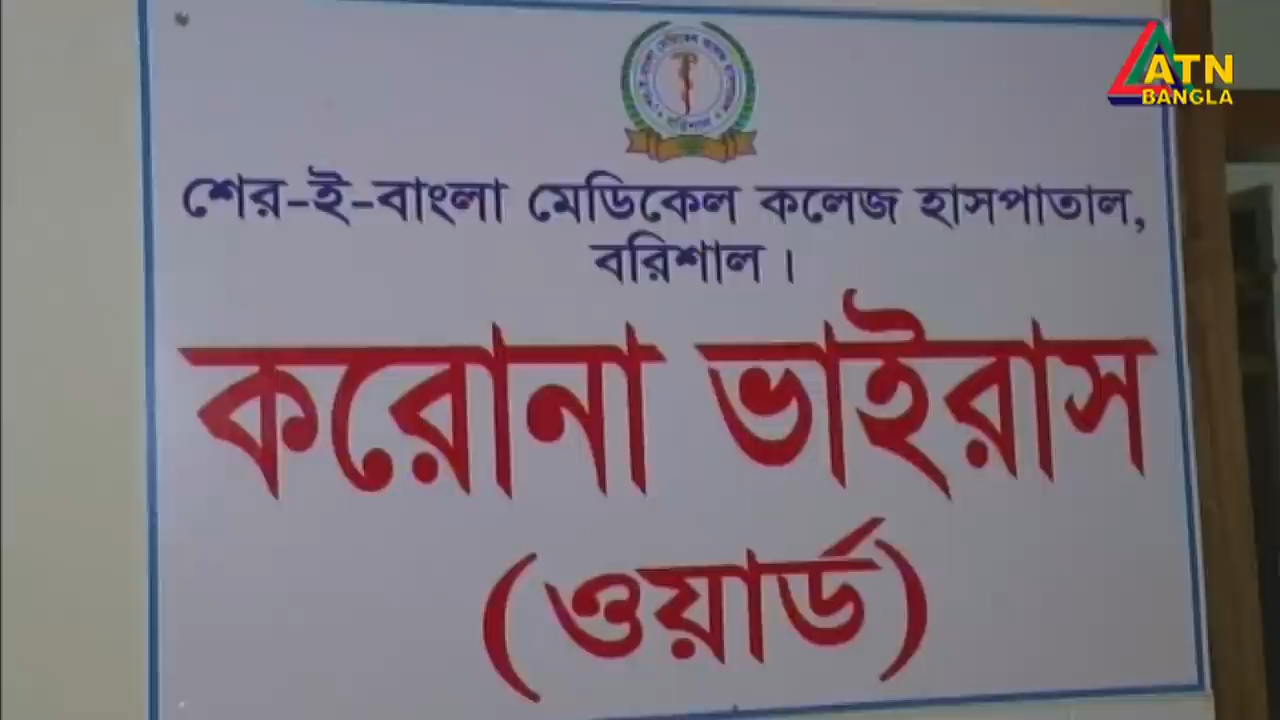 ATN
BANGLA
শের-ই-বাংলা মেডিকেল কলেজ হাসপাতাল,
বরিশাল।
করোনা ভাইরাস
(ওয়ার্ড)